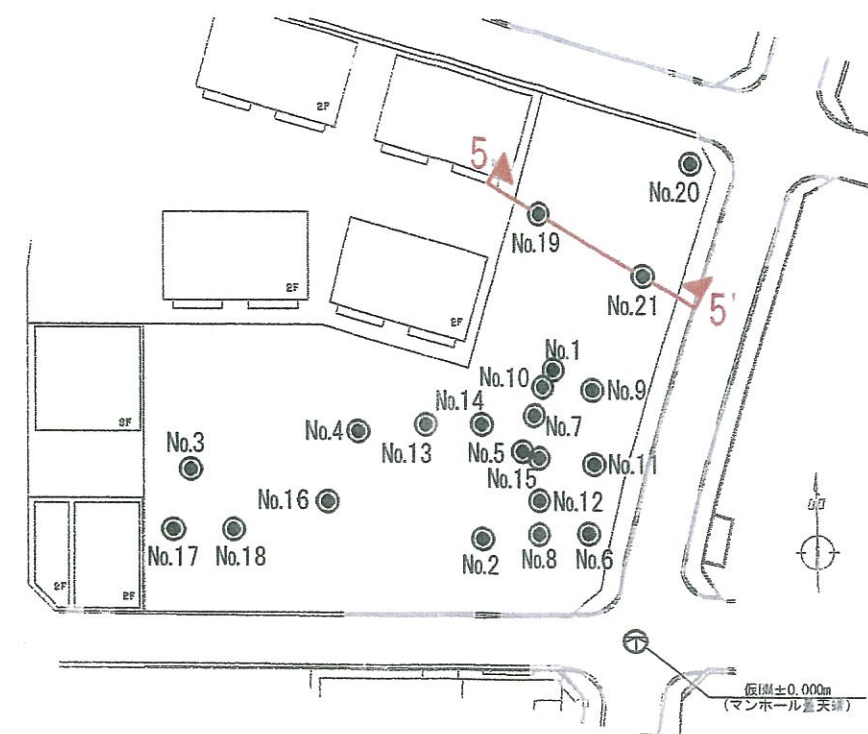 2F
5
2F
No.20
No.19
No.21
5'
2F
2F
No.1
No.10
No.9
No.14
No.7
3F
No.4
No.13
No.5
No.3
No.11
No.15
No.16
No.12
No.17
No.18
No.2
No.8
No.6
2F
2F
仮BM±0.000m
(マンホール蓋天端)